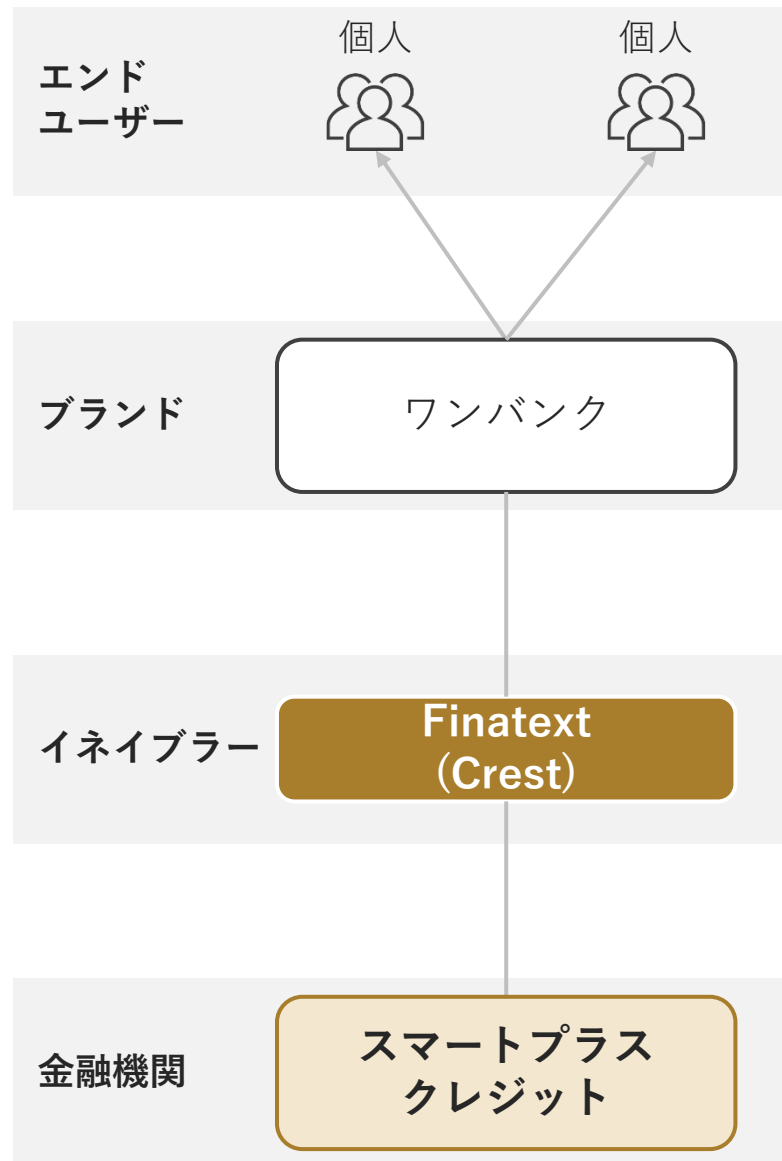 個人
個人
エンド
ユーザー
ブランド
ワンバンク
イネイブラー
Finatext
(Crest)
金融機関
スマートプラス
クレジット